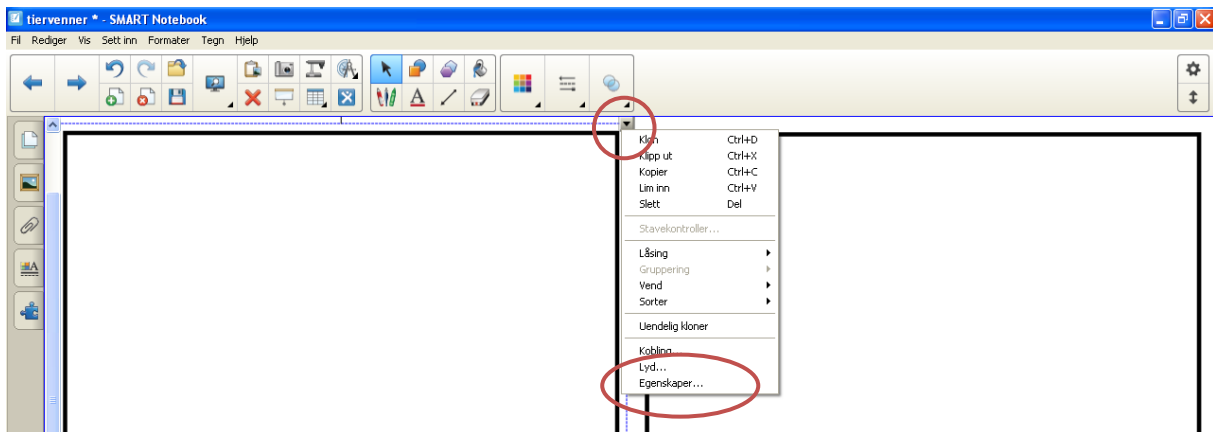 tiervenner * - SMART Notebook
Fil Rediger Vis Sett inn Formater Tegn Hjelp
Klon Ctrl+D
Klipp ut Ctrl+X
Kopier Ctrl+C
Lim inn Ctrl+V
Slett Del
Stavekontroller...
Låsing
Gruppering
Vend
Sorter
Uendelig kloner
Kobling...
Lyd...
Egenskaper...